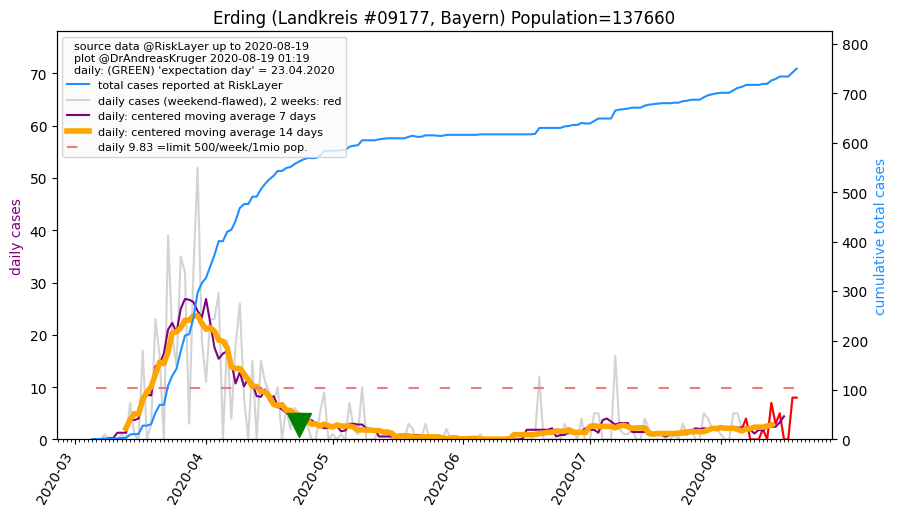 Erding (Landkreis #09177, Bayern) Population=137660
source data @RiskLayer up to 2020-08-19
plot @DrAndreasKruger 2020-08-19 01:19
daily: (GREEN) 'expectation day' = 23.04.2020
total cases reported at RiskLayer
daily cases (weekend-flawed), 2 weeks: red
daily: centered moving average 7 days
daily: centered moving average 14 days
daily 9.83 =limit 500/week/1mio pop.
daily cases
70
60
50
40
30
20
10
0
800
700
600
500
400
300
200
100
0
cumulative total cases
2020-03
2020-04
2020-05
2020-06
2020-07
2020-08